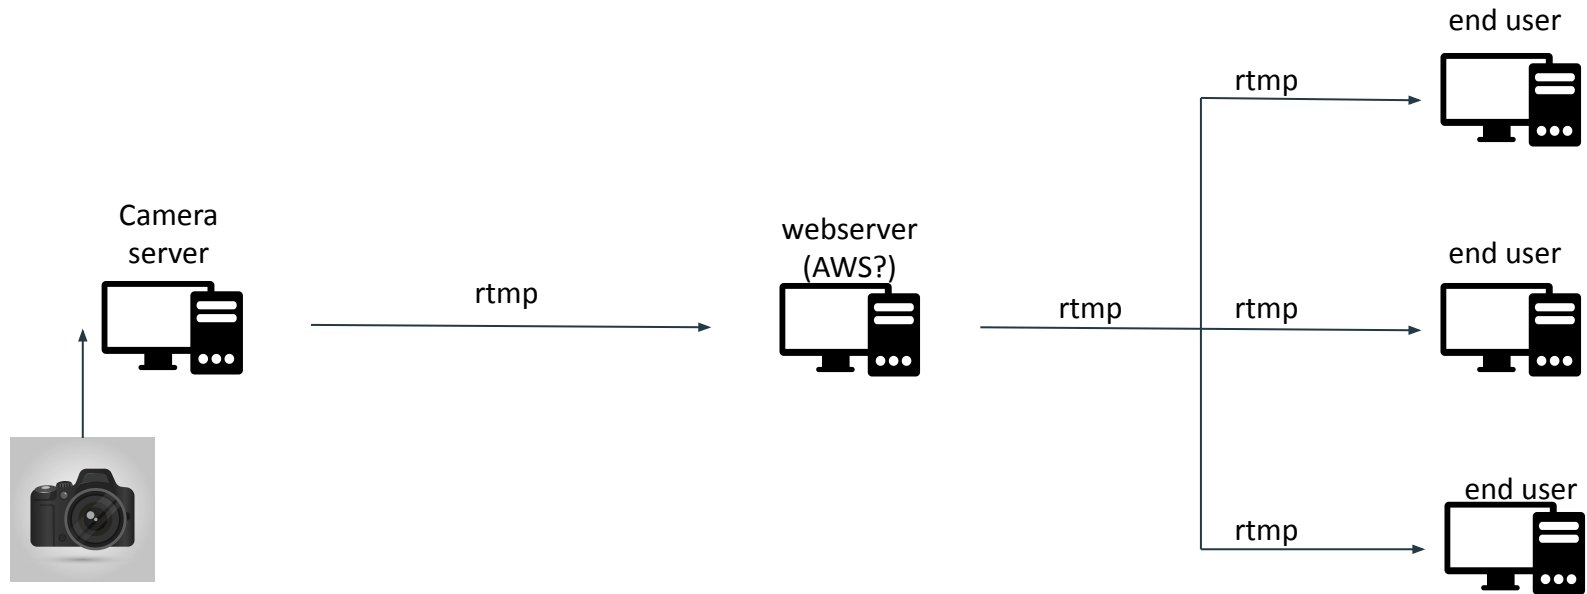 end user
rtmp
Camera
server
webserver
(AWS?)
end user
rtmp
rtmp
rtmp
end user
rtmp